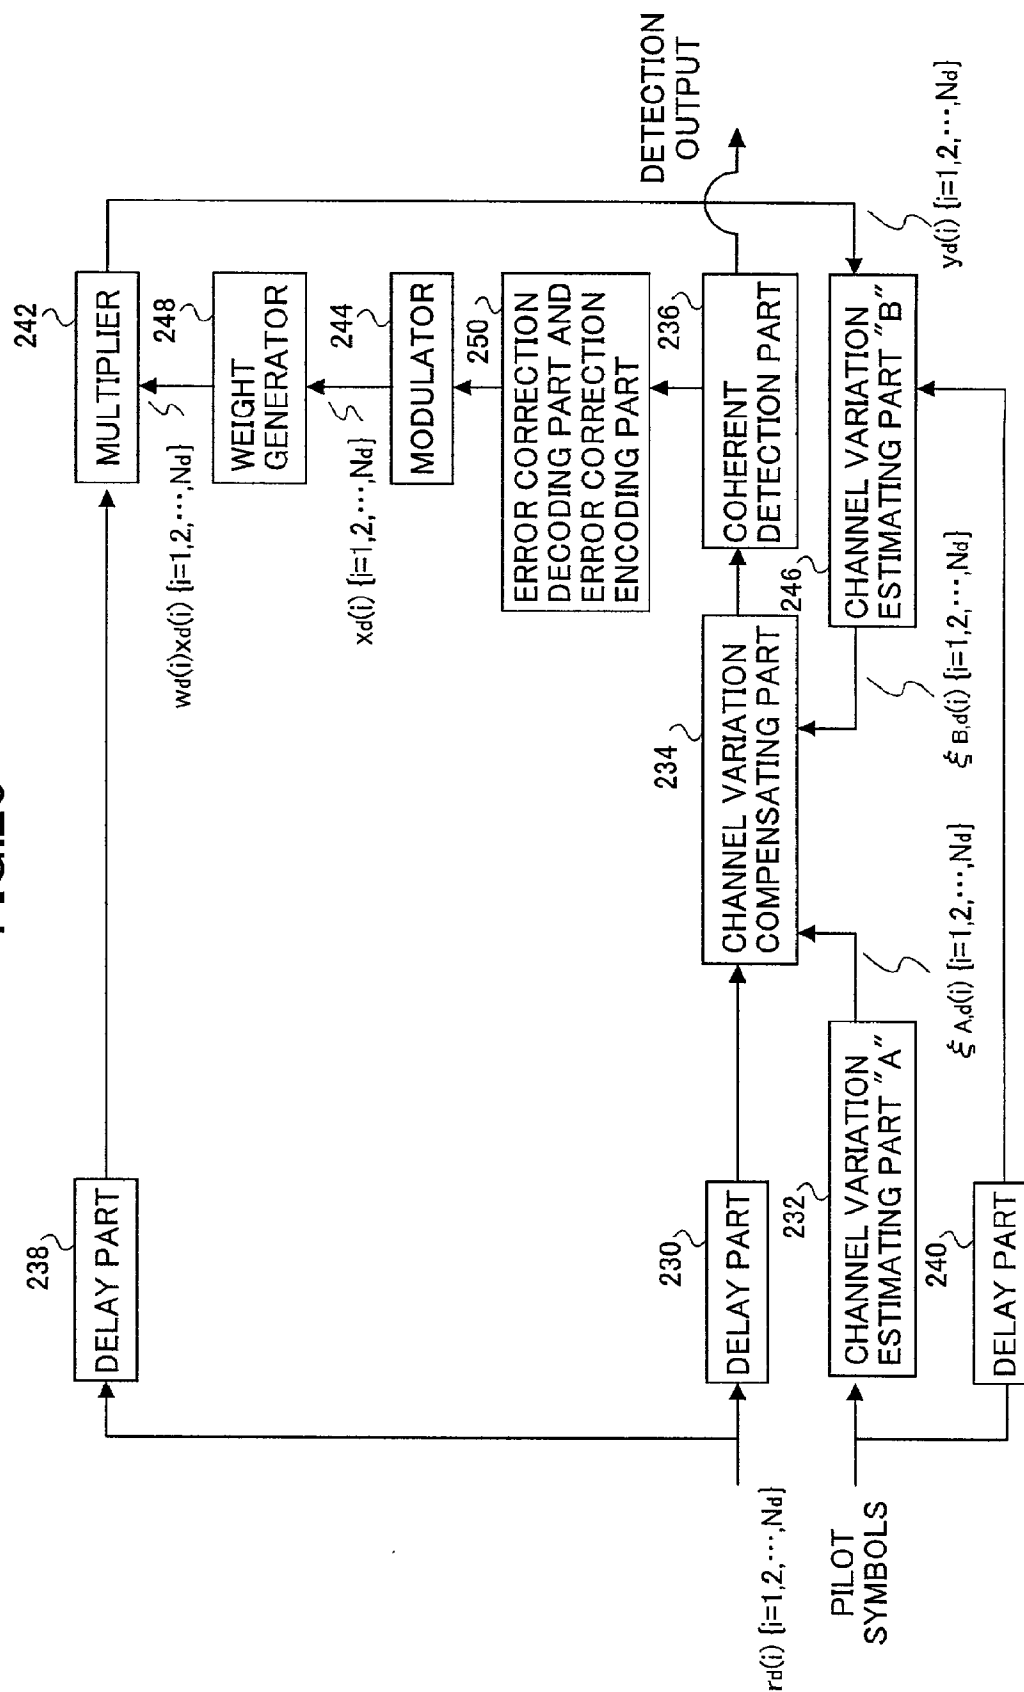 242
MULTIPLIER
wd(i)xd(i) {i=1,2,…,Nd}
248
WEIGHT
GENERATOR
xd(i) {i=1,2,…,Nd}
244
MODULATOR
250
ERROR CORRECTION
DECODING PART AND
ERROR CORRECTION
ENCODING PART
DETECTION
OUTPUT
236
COHERENT
DETECTION PART
yd(i) {i=1,2,…,Nd}
246
CHANNEL VARIATION
ESTIMATING PART "B"
ξB,d(i) {i=1,2,…,Nd}
234
CHANNEL VARIATION
COMPENSATING PART
ξA,d(i) {i=1,2,…,Nd}
238
DELAY PART
230
DELAY PART
232
CHANNEL VARIATION
ESTIMATING PART "A"
240
DELAY PART
rd(i) {i=1,2,…,Nd}
PILOT
SYMBOLS